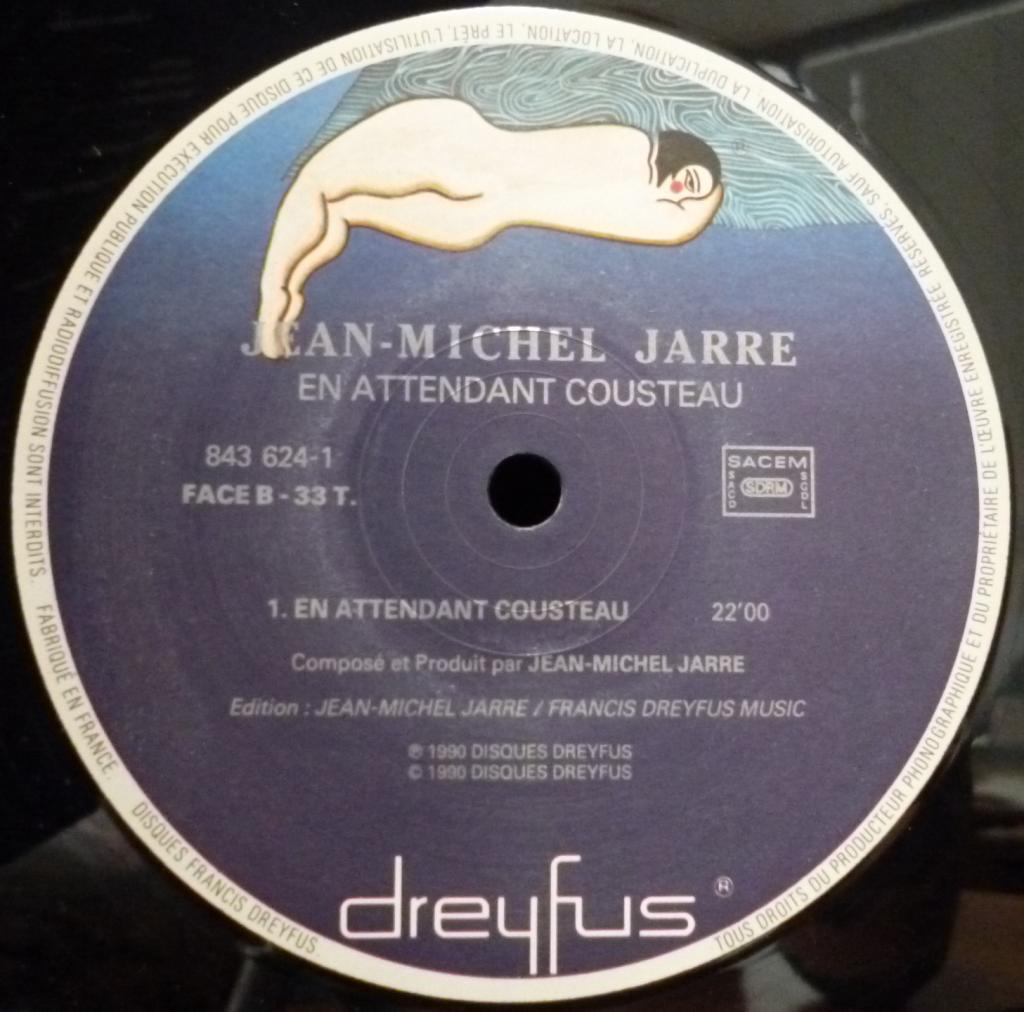 JEAN-MICHEL JARRE
EN ATTENDANT COUSTEAU
843 624-1
FACE B - 33 T.
SACEM
SACD
SDRM
SGDL
1. EN ATTENDANT COUSTEAU 22'00
Composé et Produit par JEAN-MICHEL JARRE
Edition : JEAN-MICHEL JARRE / FRANCIS DREYFUS MUSIC
℗ 1990 DISQUES DREYFUS
© 1990 DISQUES DREYFUS
dreyfus ®
TOUS DROITS DU PRODUCTEUR PHONOGRAPHIQUE ET DU PROPRIÉTAIRE DE L'ŒUVRE ENREGISTRÉE RÉSERVÉS. SAUF AUTORISATION, LA DUPLICATION, LA LOCATION, LE PRÊT, L'UTILISATION DE CE DISQUE POUR EXÉCUTION PUBLIQUE ET RADIODIFFUSION SONT INTERDITS. FABRIQUÉ EN FRANCE.
DISQUES FRANCIS DREYFUS.